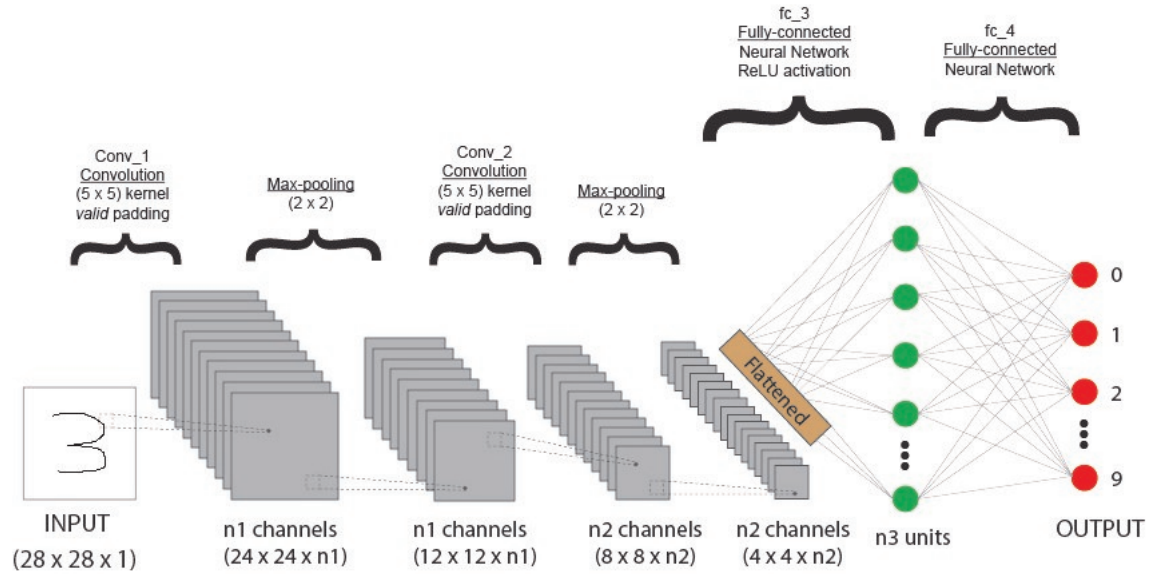 fc_3
Fully-connected
Neural Network
ReLU activation
fc_4
Fully-connected
Neural Network
Conv_1
Convolution
(5 x 5) kernel
valid padding
Max-pooling
(2 x 2)
Conv_2
Convolution
(5 x 5) kernel
valid padding
Max-pooling
(2 x 2)
Flattened
0
1
2
9
INPUT
(28 x 28 x 1)
n1 channels
(24 x 24 x n1)
n1 channels
(12 x 12 x n1)
n2 channels
(8 x 8 x n2)
n2 channels
(4 x 4 x n2)
n3 units
OUTPUT
3